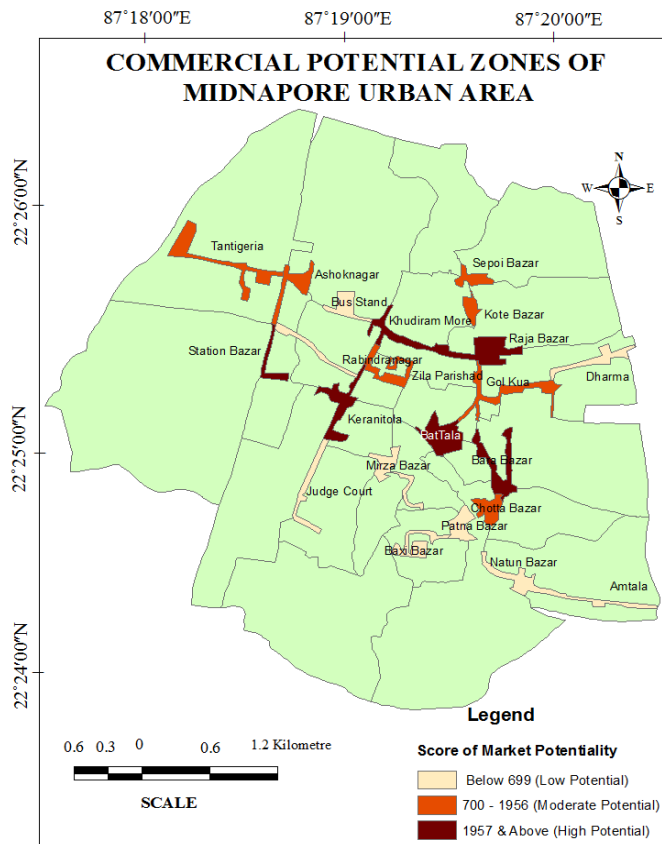 87°18′00″E 87°19′00″E 87°20′00″E
COMMERCIAL POTENTIAL ZONES OF
MIDNAPORE URBAN AREA
N
W E
S
22°26′00″N
22°25′00″N
22°24′00″N
Tantigeria
Sepoi Bazar
Ashoknagar
Bus Stand
Kote Bazar
Khudiram More
Raja Bazar
Station Bazar
Rabindranagar
Zila Parishad
Gol Kua
Dharma
Keranitola
BatTala
Bara Bazar
Mirza Bazar
Judge Court
Chotta Bazar
Patna Bazar
Baxi Bazar
Natun Bazar
Amtala
Legend
Score of Market Potentiality
Below 699 (Low Potential)
700 - 1956 (Moderate Potential)
1957 & Above (High Potential)
0.6 0.3 0 0.6 1.2 Kilometre
SCALE